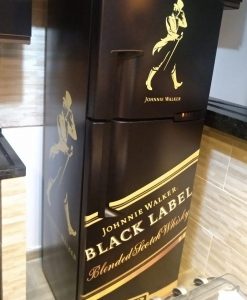 JOHNNIE WALKER
JOHNNIE WALKER
BLACK LABEL
Blended Scotch Whisky